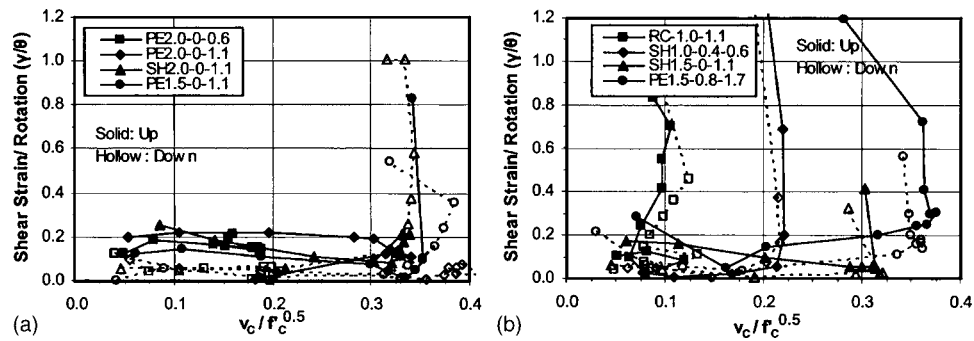 Shear Strain/ Rotation (γ/θ)
1.2
1.0
0.8
0.6
0.4
0.2
0.0
PE2.0-0-0.6
PE2.0-0-1.1
SH2.0-0-1.1
PE1.5-0-1.1
Solid: Up
Hollow : Down
0.0 0.1 0.2 0.3 0.4
(a)
v_c / f'_c^0.5
Shear Strain/ Rotation (γ/θ)
1.2
1.0
0.8
0.6
0.4
0.2
0.0
RC-1.0-1.1
SH1.0-0.4-0.6
SH1.5-0-1.1
PE1.5-0.8-1.7
Solid: Up
Hollow : Down
0.0 0.1 0.2 0.3 0.4
(b)
v_c / f'_c^0.5